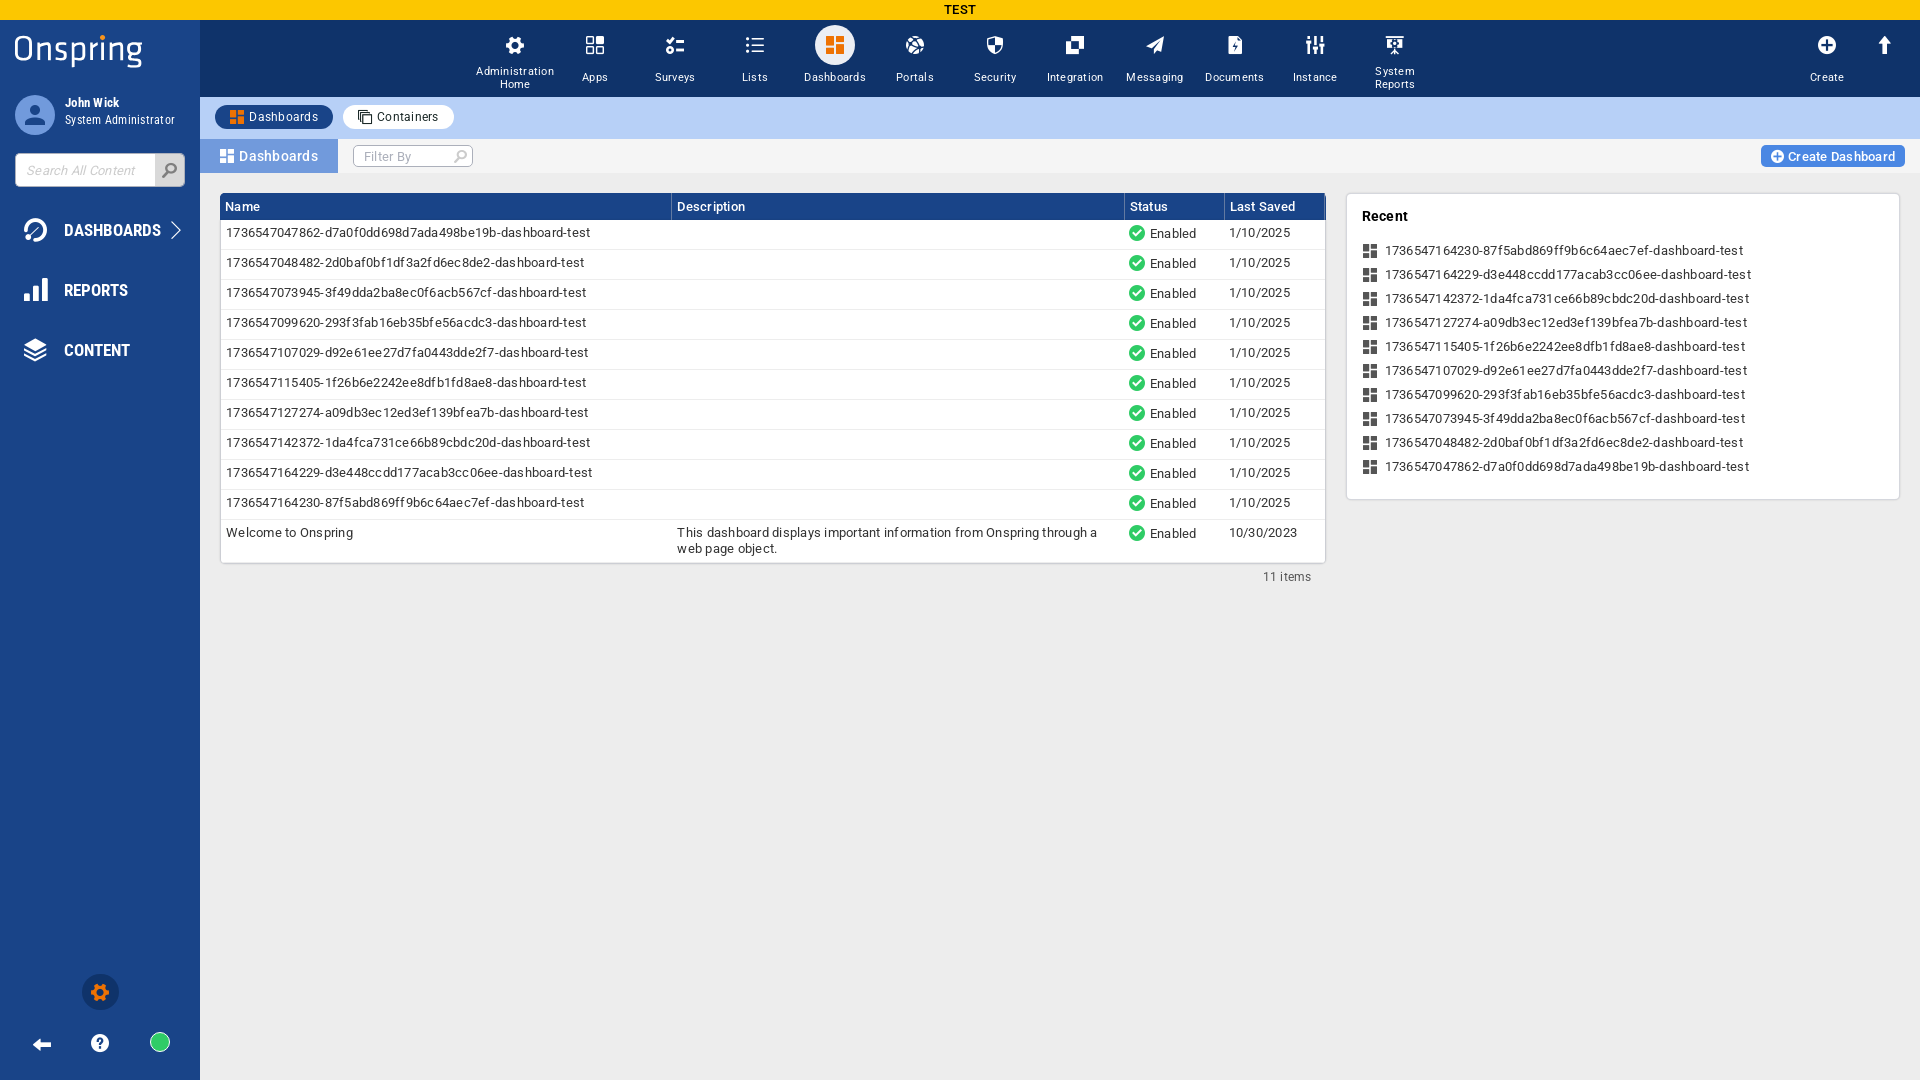 TEST
Onspring
John Wick
System Administrator
Search All Content
DASHBOARDS
REPORTS
CONTENT
Administration Home
Apps
Surveys
Lists
Dashboards
Portals
Security
Integration
Messaging
Documents
Instance
System Reports
Create
Dashboards
Containers
Dashboards
Filter By
Create Dashboard
Name Description Status Last Saved
1736547047862-d7a0f0dd698d7ada498be19b-dashboard-test Enabled 1/10/2025
1736547048482-2d0baf0bf1df3a2fd6ec8de2-dashboard-test Enabled 1/10/2025
1736547073945-3f49dda2ba8ec0f6acb567cf-dashboard-test Enabled 1/10/2025
1736547099620-293f3fab16eb35bfe56acdc3-dashboard-test Enabled 1/10/2025
1736547107029-d92e61ee27d7fa0443dde2f7-dashboard-test Enabled 1/10/2025
1736547115405-1f26b6e2242ee8dfb1fd8ae8-dashboard-test Enabled 1/10/2025
1736547127274-a09db3ec12ed3ef139bfea7b-dashboard-test Enabled 1/10/2025
1736547142372-1da4fca731ce66b89cbdc20d-dashboard-test Enabled 1/10/2025
1736547164229-d3e448ccdd177acab3cc06ee-dashboard-test Enabled 1/10/2025
1736547164230-87f5abd869ff9b6c64aec7ef-dashboard-test Enabled 1/10/2025
Welcome to Onspring This dashboard displays important information from Onspring through a Enabled 10/30/2023
web page object.
11 items
Recent
1736547164230-87f5abd869ff9b6c64aec7ef-dashboard-test
1736547164229-d3e448ccdd177acab3cc06ee-dashboard-test
1736547142372-1da4fca731ce66b89cbdc20d-dashboard-test
1736547127274-a09db3ec12ed3ef139bfea7b-dashboard-test
1736547115405-1f26b6e2242ee8dfb1fd8ae8-dashboard-test
1736547107029-d92e61ee27d7fa0443dde2f7-dashboard-test
1736547099620-293f3fab16eb35bfe56acdc3-dashboard-test
1736547073945-3f49dda2ba8ec0f6acb567cf-dashboard-test
1736547048482-2d0baf0bf1df3a2fd6ec8de2-dashboard-test
1736547047862-d7a0f0dd698d7ada498be19b-dashboard-test